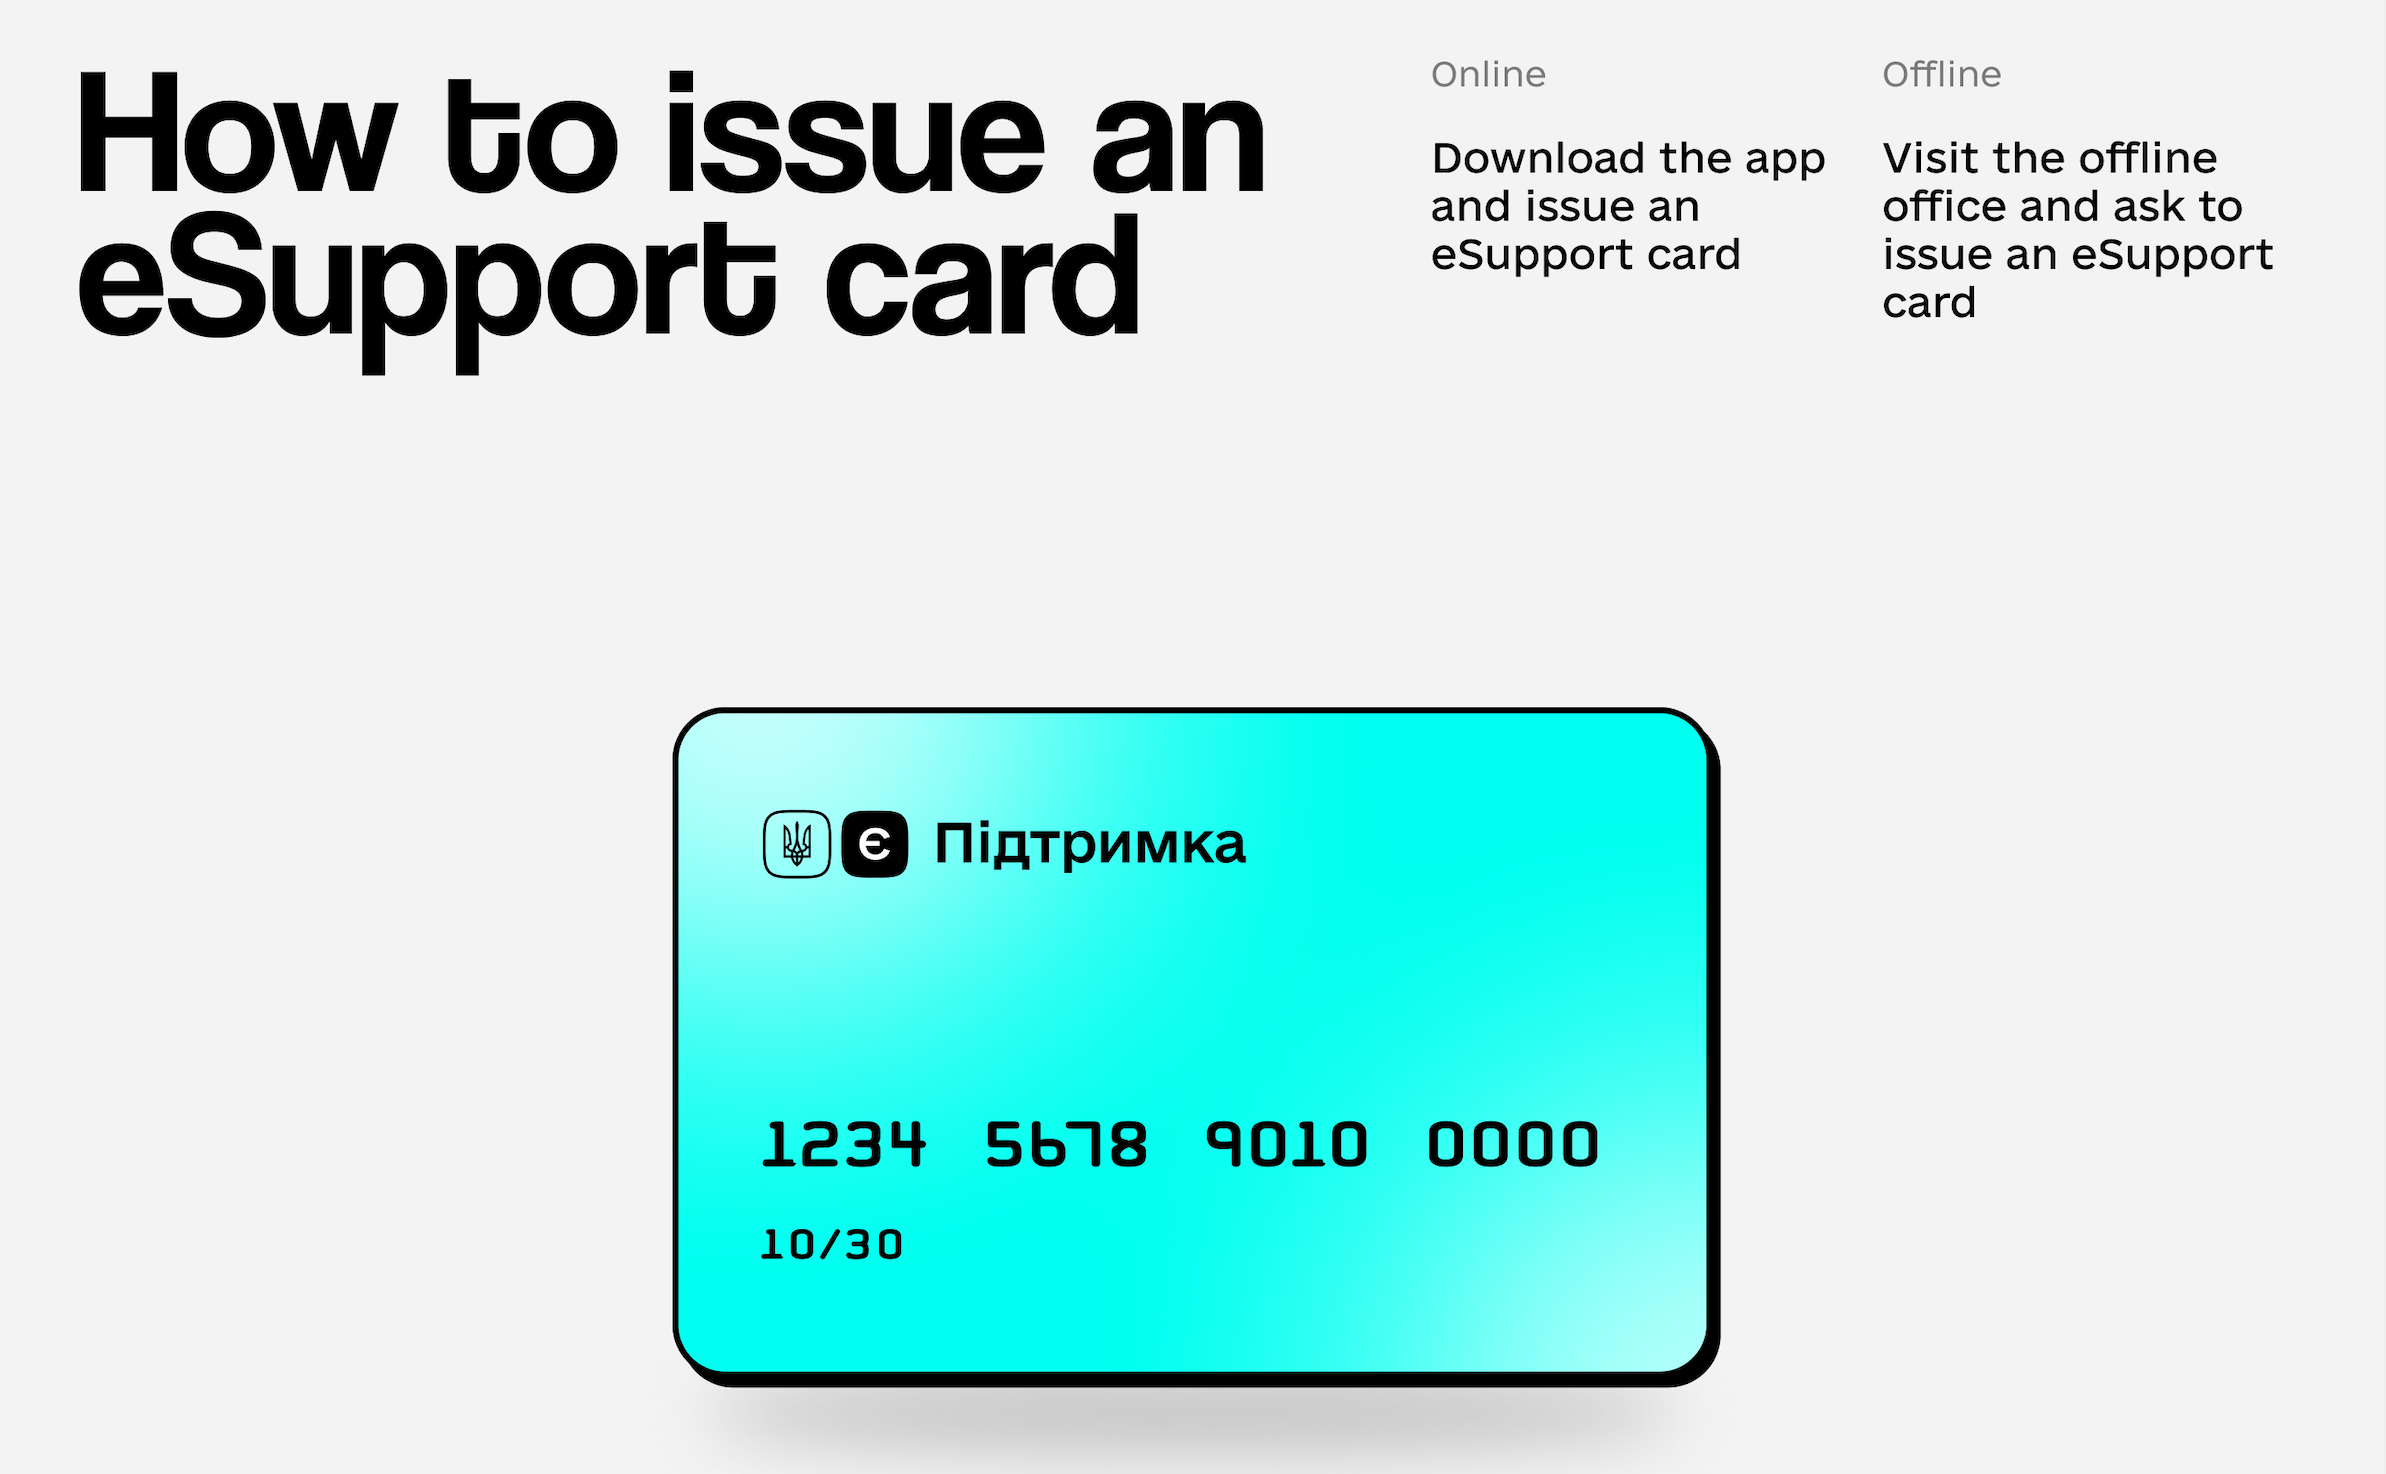 How to issue an
eSupport card
Online
Download the app
and issue an
eSupport card
Offline
Visit the offline
office and ask to
issue an eSupport
card
є Підтримка
1234 5678 9010 0000
10/30